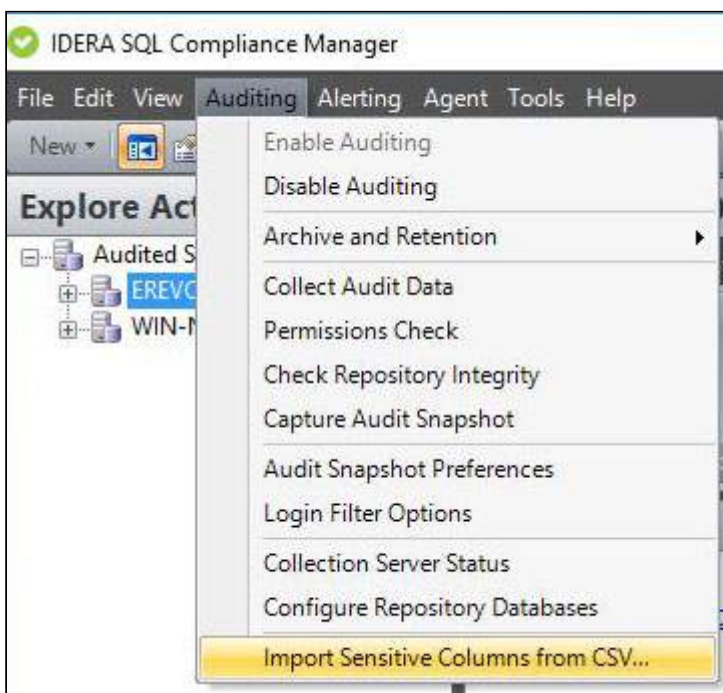 IDERA SQL Compliance Manager
File Edit View Auditing Alerting Agent Tools Help
New
Enable Auditing
Disable Auditing
Explore
Archive and Retention
Audited
Collect Audit Data
Permissions Check
Check Repository Integrity
Capture Audit Snapshot
Audit Snapshot Preferences
Login Filter Options
Collection Server Status
Configure Repository Databases
Import Sensitive Columns from CSV...